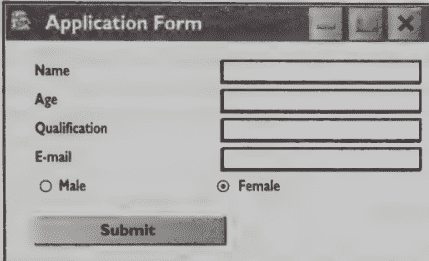 Application Form
Name
Age
Qualification
E-mail
Male Female
Submit